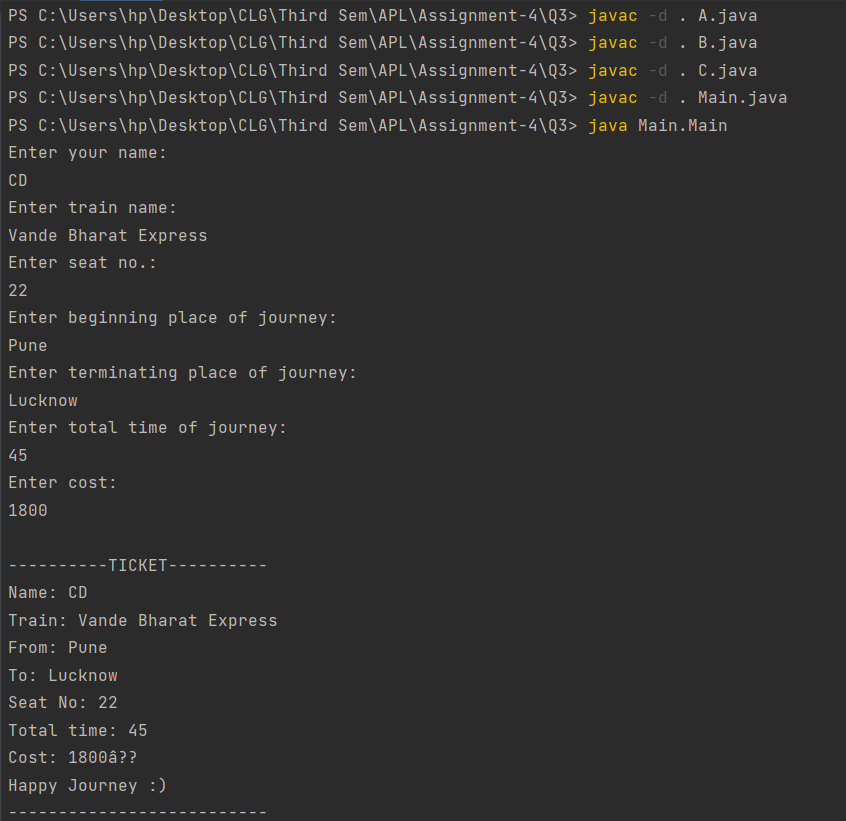 PS C:\Users\hp\Desktop\CLG\Third Sem\APL\Assignment-4\Q3> javac -d . A.java
PS C:\Users\hp\Desktop\CLG\Third Sem\APL\Assignment-4\Q3> javac -d . B.java
PS C:\Users\hp\Desktop\CLG\Third Sem\APL\Assignment-4\Q3> javac -d . C.java
PS C:\Users\hp\Desktop\CLG\Third Sem\APL\Assignment-4\Q3> javac -d . Main.java
PS C:\Users\hp\Desktop\CLG\Third Sem\APL\Assignment-4\Q3> java Main.Main
Enter your name:
CD
Enter train name:
Vande Bharat Express
Enter seat no.:
22
Enter beginning place of journey:
Pune
Enter terminating place of journey:
Lucknow
Enter total time of journey:
45
Enter cost:
1800
----------TICKET----------
Name: CD
Train: Vande Bharat Express
From: Pune
To: Lucknow
Seat No: 22
Total time: 45
Cost: 1800â??
Happy Journey :)
--------------------------